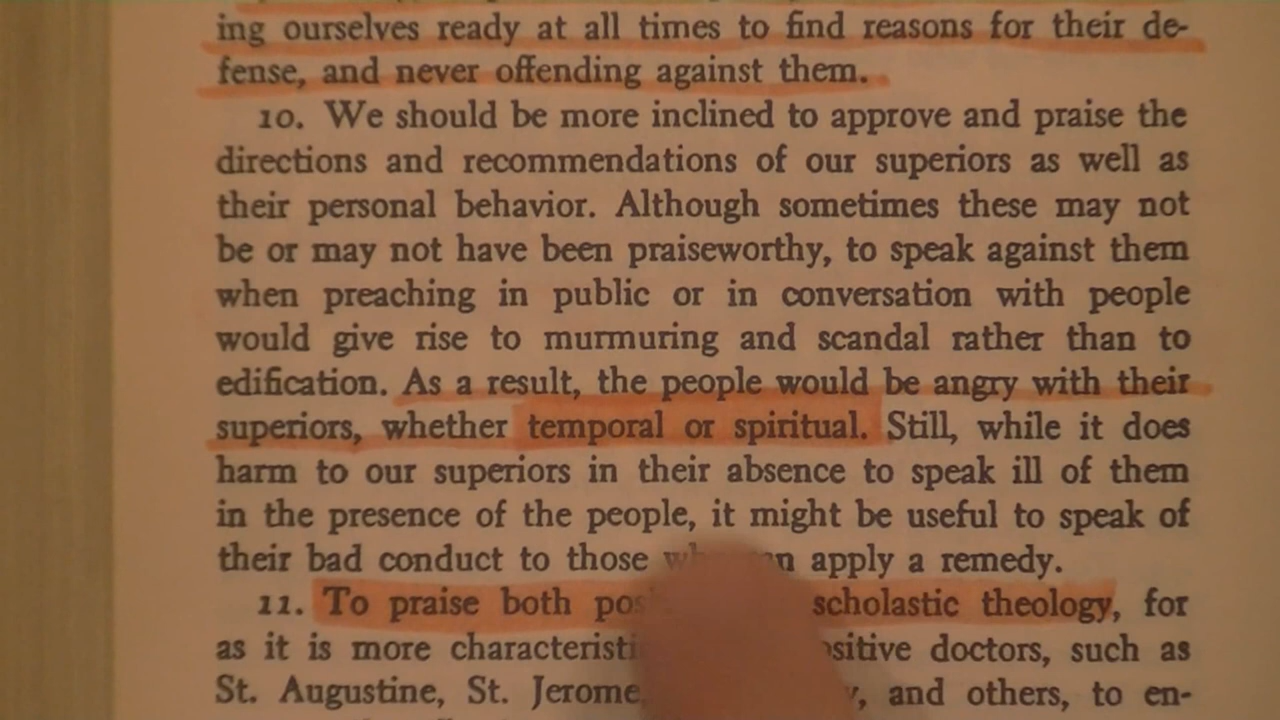 ing ourselves ready at all times to find reasons for their de-
fense, and never offending against them.
10. We should be more inclined to approve and praise the
directions and recommendations of our superiors as well as
their personal behavior. Although sometimes these may not
be or may not have been praiseworthy, to speak against them
when preaching in public or in conversation with people
would give rise to murmuring and scandal rather than to
edification. As a result, the people would be angry with their
superiors, whether temporal or spiritual. Still, while it does
harm to our superiors in their absence to speak ill of them
in the presence of the people, it might be useful to speak of
their bad conduct to those apply a remedy.
11. To praise both scholastic theology, for
as it is more doctors, such as
St. Augustine, St. Jerome, and others, to en-